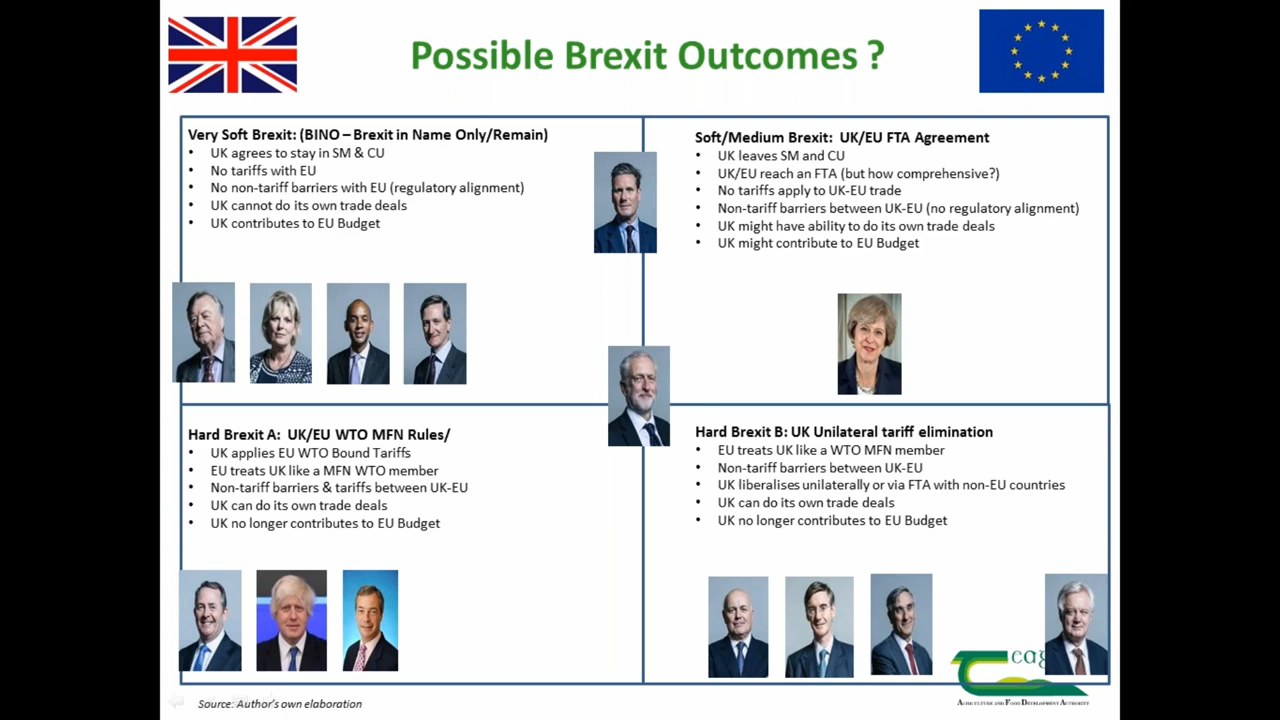 Possible Brexit Outcomes ?
Very Soft Brexit: (BINO – Brexit in Name Only/Remain)
• UK agrees to stay in SM & CU
• No tariffs with EU
• No non-tariff barriers with EU (regulatory alignment)
• UK cannot do its own trade deals
• UK contributes to EU Budget
Soft/Medium Brexit: UK/EU FTA Agreement
• UK leaves SM and CU
• UK/EU reach an FTA (but how comprehensive?)
• No tariffs apply to UK-EU trade
• Non-tariff barriers between UK-EU (no regulatory alignment)
• UK might have ability to do its own trade deals
• UK might contribute to EU Budget
Hard Brexit A: UK/EU WTO MFN Rules/
• UK applies EU WTO Bound Tariffs
• EU treats UK like a MFN WTO member
• Non-tariff barriers & tariffs between UK-EU
• UK can do its own trade deals
• UK no longer contributes to EU Budget
Hard Brexit B: UK Unilateral tariff elimination
• EU treats UK like a WTO MFN member
• Non-tariff barriers between UK-EU
• UK liberalises unilaterally or via FTA with non-EU countries
• UK can do its own trade deals
• UK no longer contributes to EU Budget
Agriculture and Food Development Authority
Source: Author's own elaboration